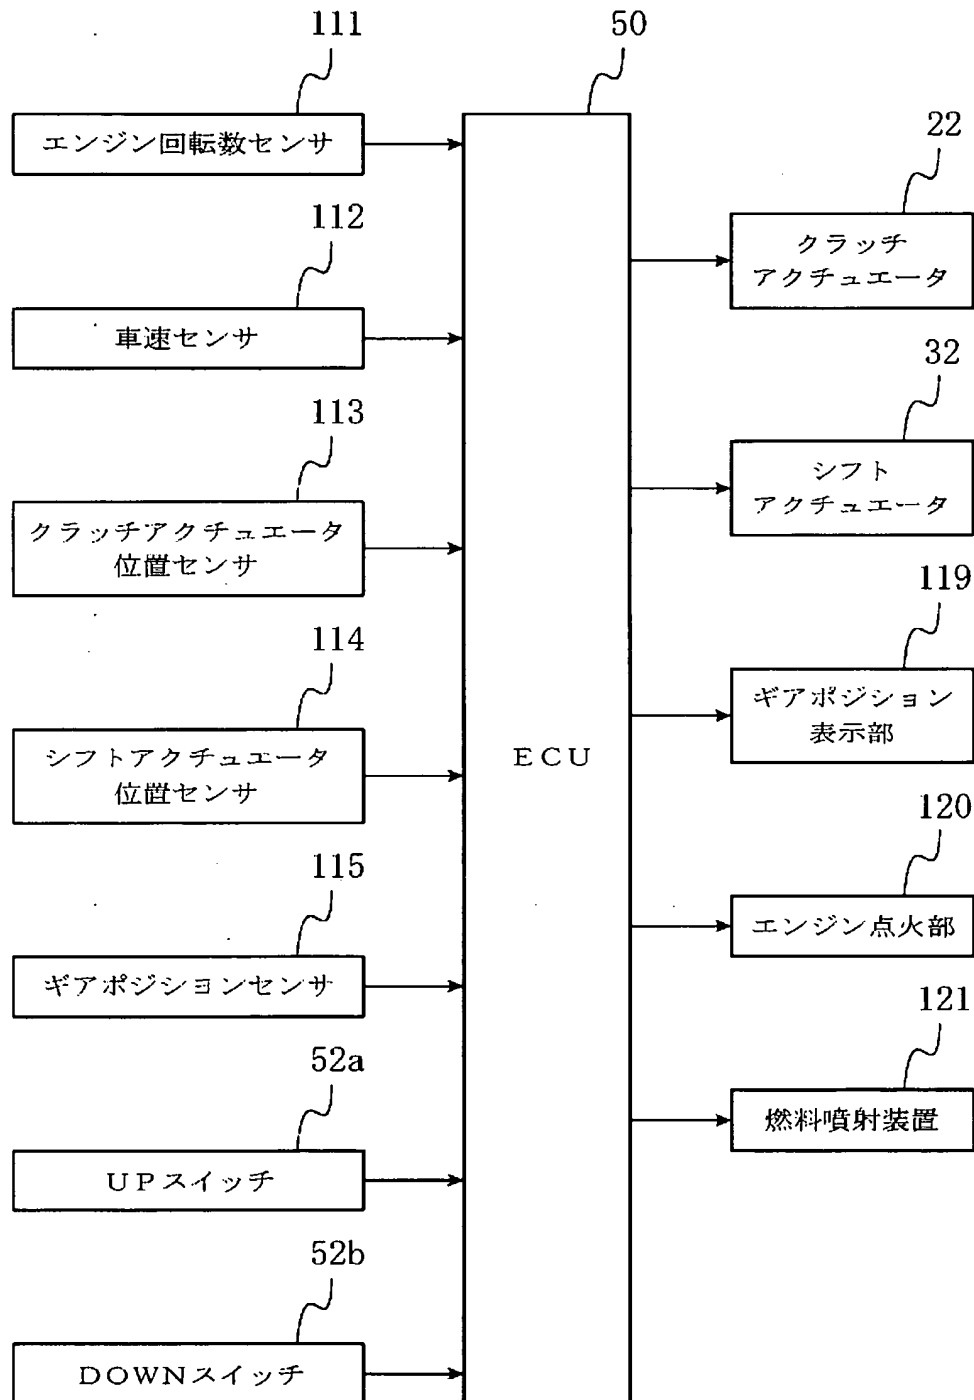 111
エンジン回転数センサ
112
車速センサ
113
クラッチアクチュエータ
位置センサ
114
シフトアクチュエータ
位置センサ
115
ギアポジションセンサ
52a
UPスイッチ
52b
DOWNスイッチ
50
ECU
22
クラッチ
アクチュエータ
32
シフト
アクチュエータ
119
ギアポジション
表示部
120
エンジン点火部
121
燃料噴射装置